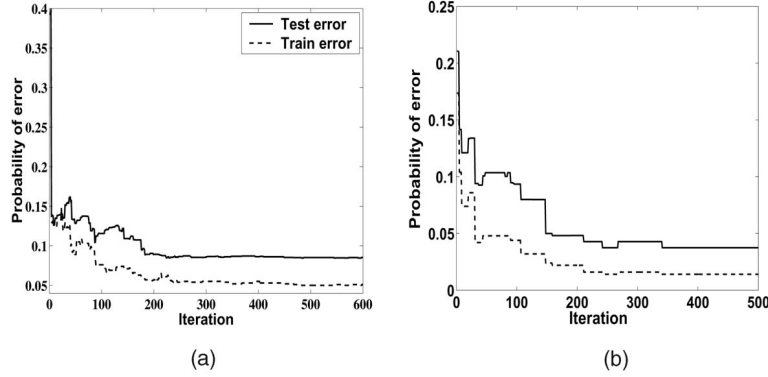 Test error
Train error
Probability of error
0.4
0.35
0.3
0.25
0.2
0.15
0.1
0.05
0 100 200 300 400 500 600
Iteration
(a)
Probability of error
0.25
0.2
0.15
0.1
0.05
0
0 100 200 300 400 500
Iteration
(b)